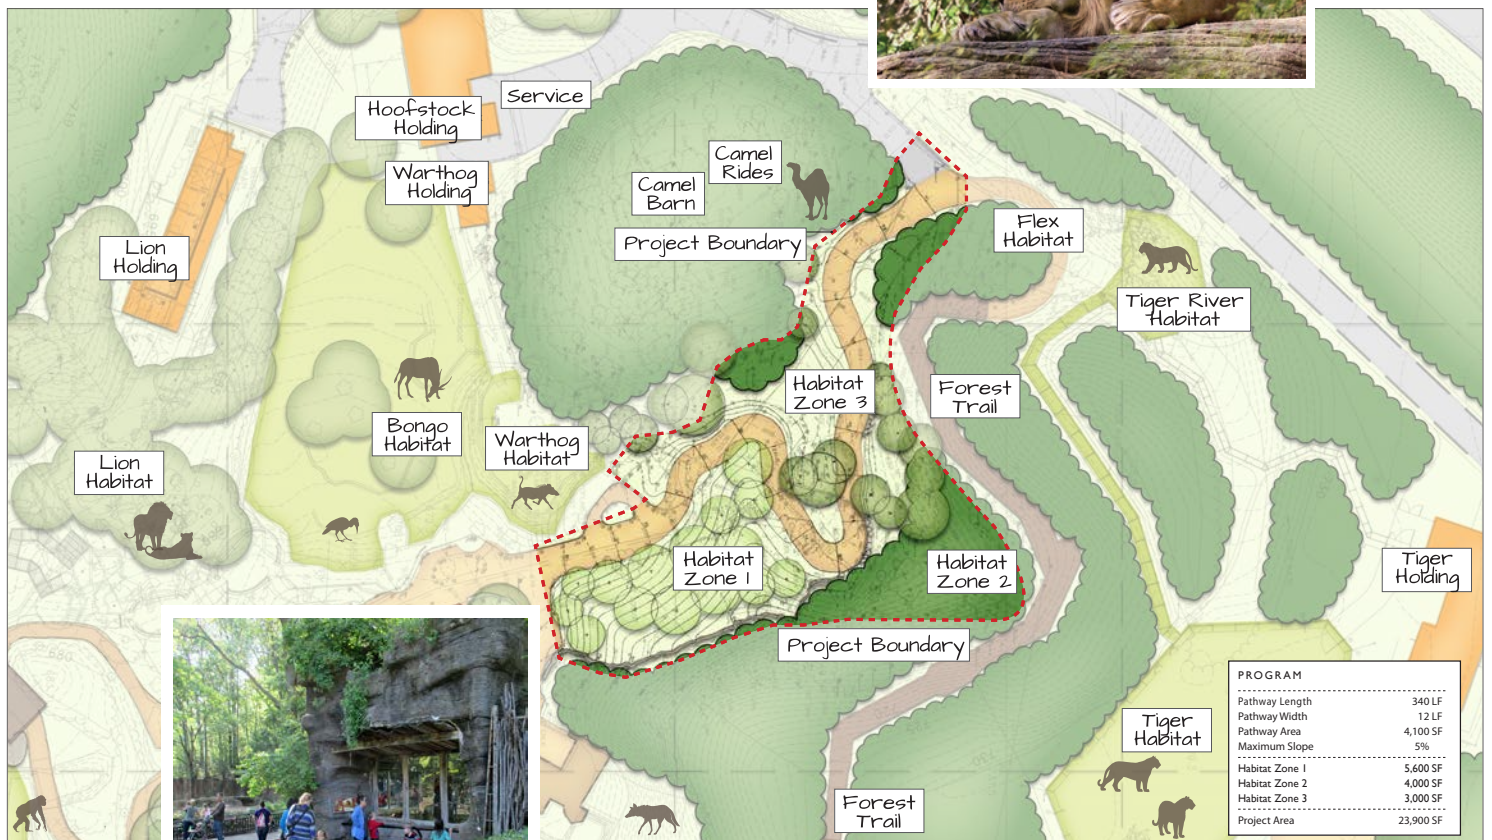 Service
Hoofstock
Holding
Warthog
Holding
Camel
Rides
Camel
Barn
Project Boundary
Flex
Habitat
Lion
Holding
Tiger River
Habitat
Habitat
Zone 3
Forest
Trail
Bongo
Habitat
Warthog
Habitat
Lion
Habitat
Habitat
Zone 1
Habitat
Zone 2
Tiger
Holding
Project Boundary
Tiger
Habitat
Forest
Trail
PROGRAM
Pathway Length 340 LF
Pathway Width 12 LF
Pathway Area 4,100 SF
Maximum Slope 5%
Habitat Zone 1 5,600 SF
Habitat Zone 2 4,000 SF
Habitat Zone 3 3,000 SF
Project Area 23,900 SF